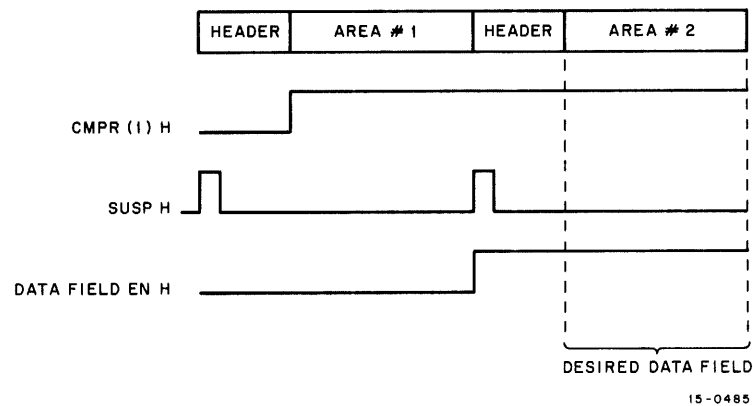 HEADER AREA # 1 HEADER AREA # 2
CMPR (1) H
SUSP H
DATA FIELD EN H
DESIRED DATA FIELD
15-0485